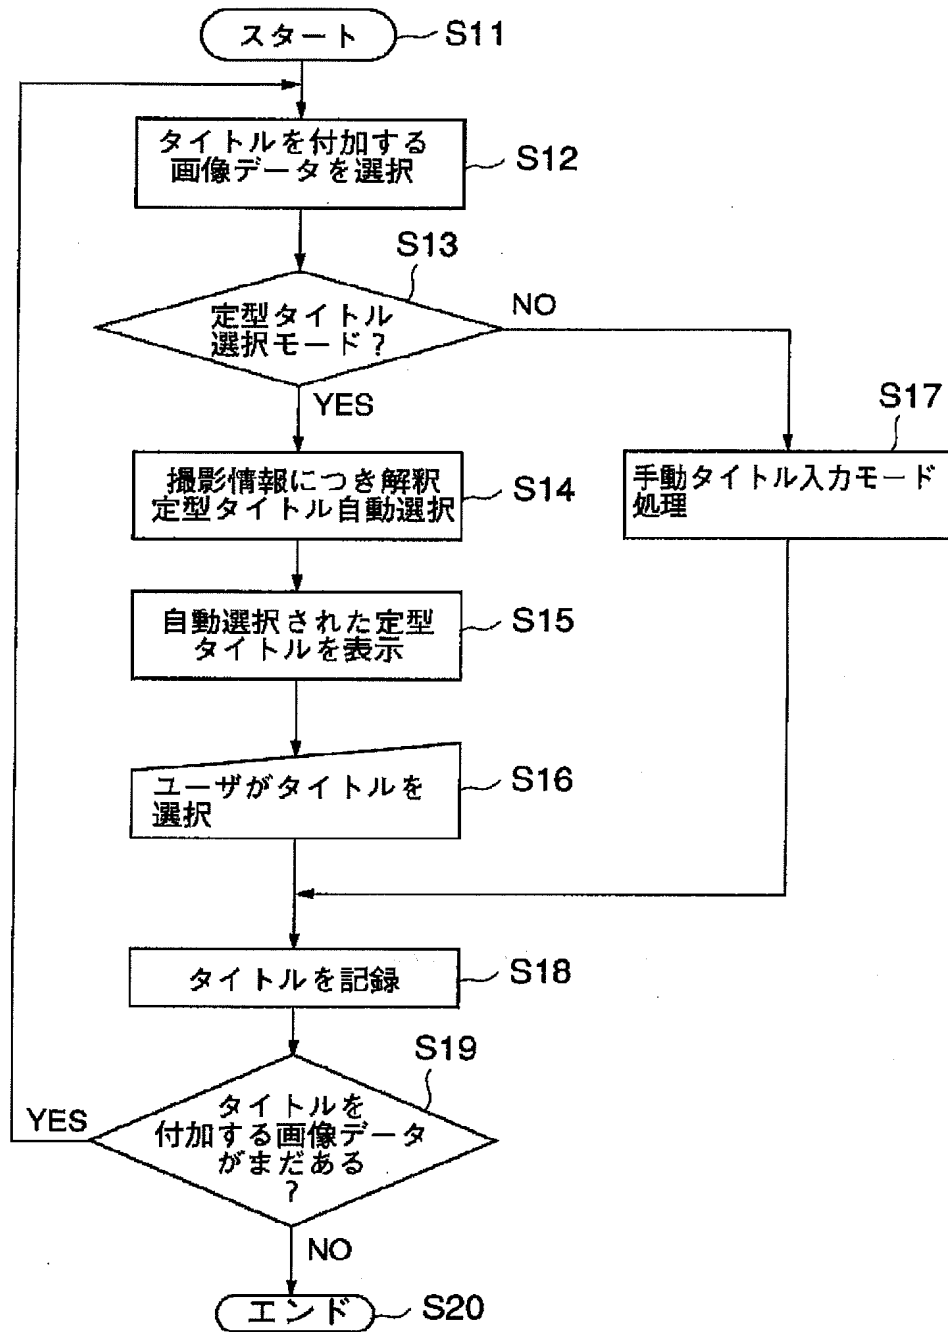 スタート
S11
タイトルを付加する
画像データを選択
S12
S13
定型タイトル
選択モード?
NO
YES
撮影情報につき解釈
定型タイトル自動選択
S14
S17
手動タイトル入力モード
処理
自動選択された定型
タイトルを表示
S15
ユーザがタイトルを
選択
S16
タイトルを記録
S18
S19
タイトルを
付加する画像データ
がまだある
?
YES
NO
エンド
S20